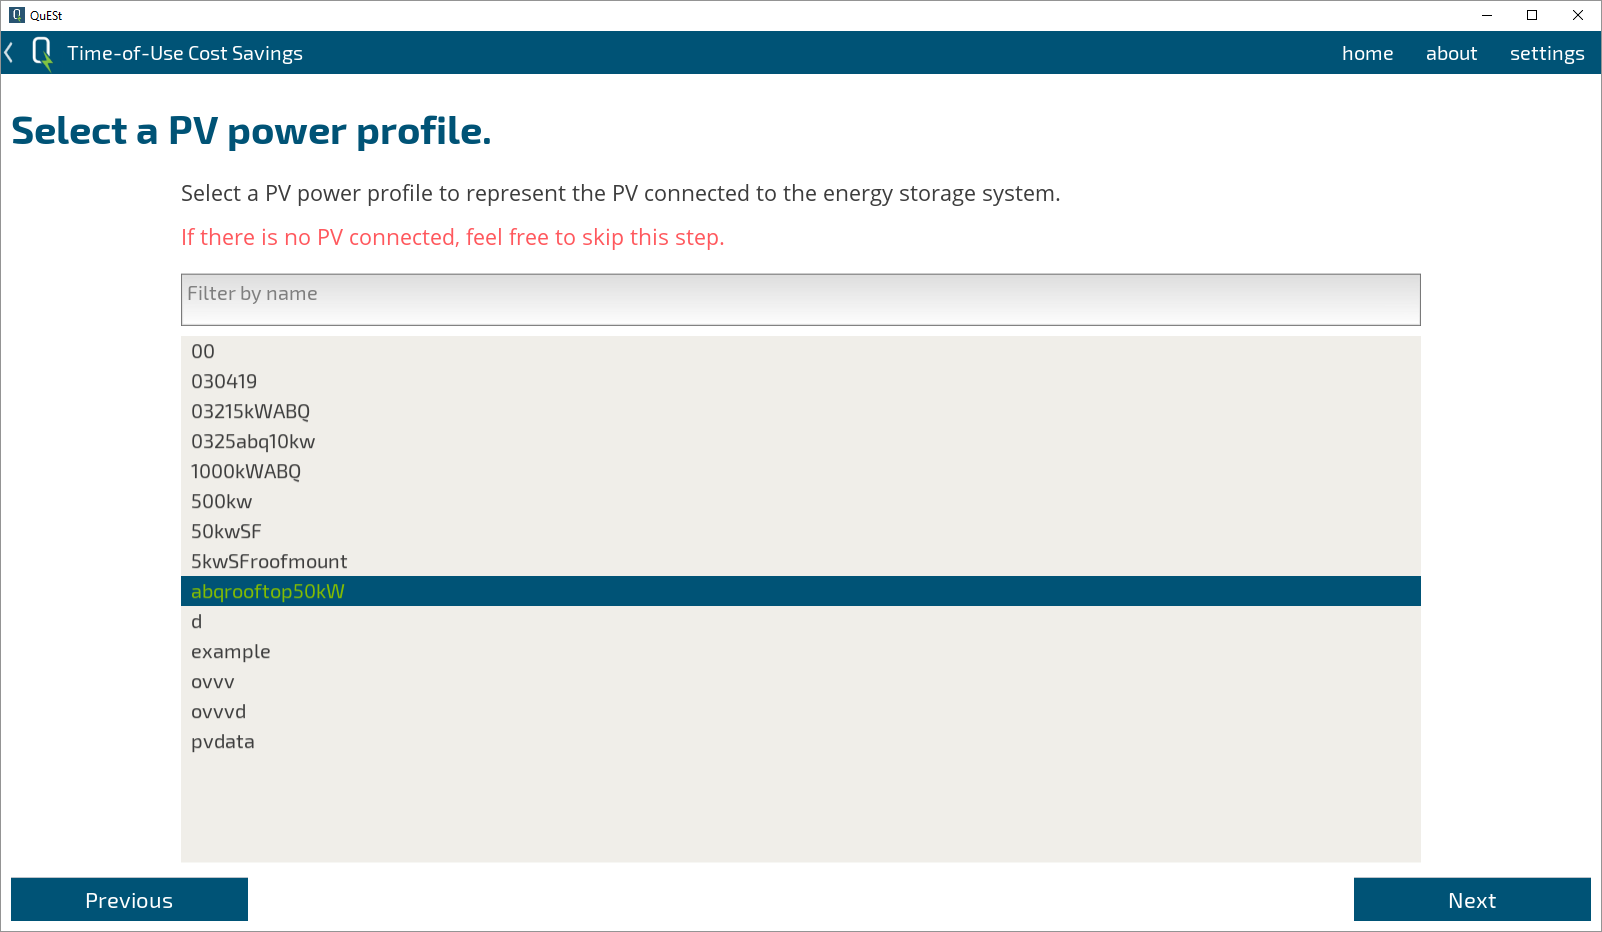 QuESt
Time-of-Use Cost Savings
home about settings
Select a PV power profile.
Select a PV power profile to represent the PV connected to the energy storage system.
If there is no PV connected, feel free to skip this step.
Filter by name
00
030419
03215kWABQ
0325abq10kw
1000kWABQ
500kw
50kwSF
5kwSFroofmount
abqrooftop50kW
d
example
ovvv
ovvvd
pvdata
Previous
Next